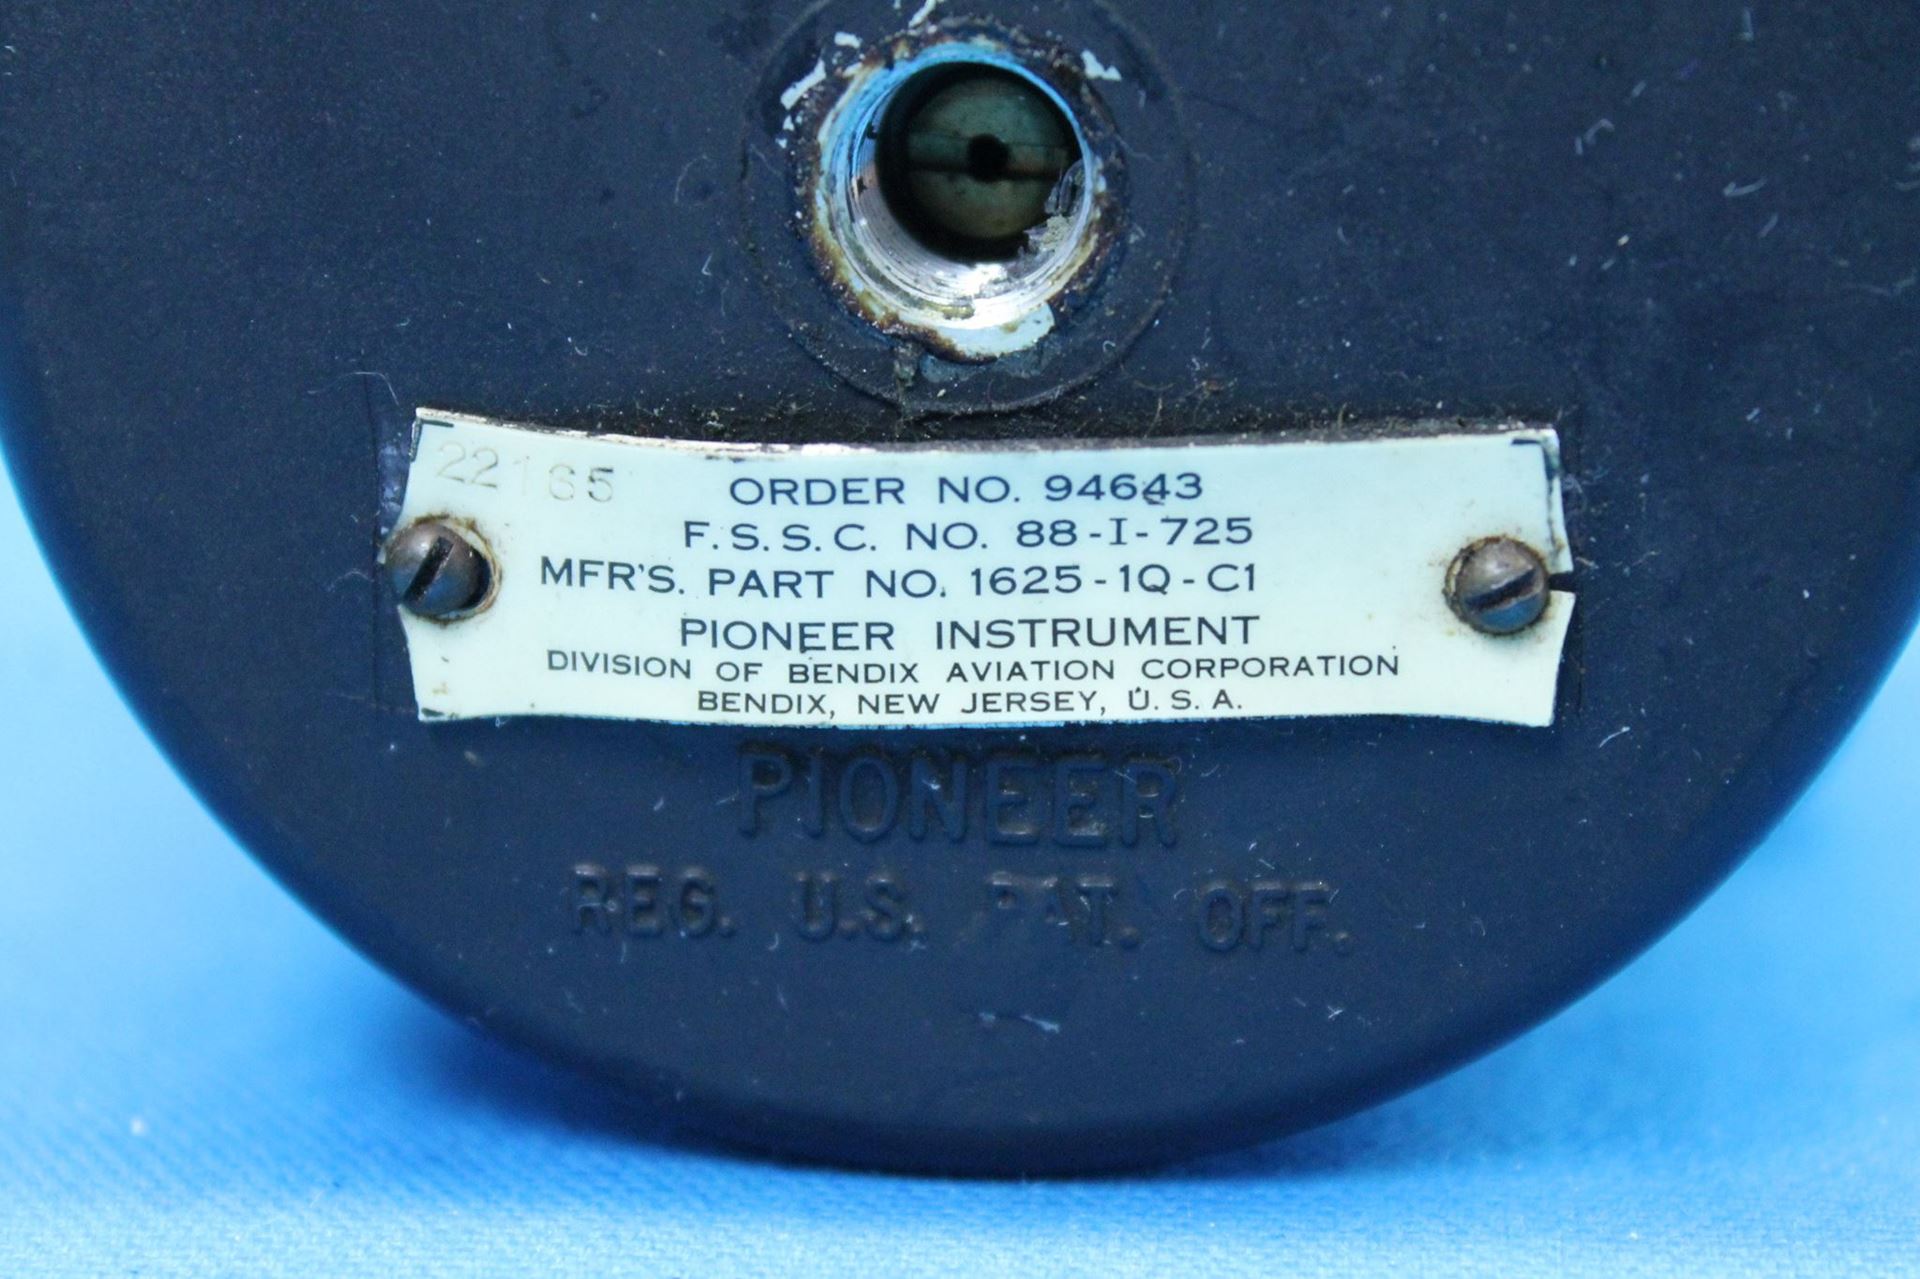 22165
ORDER NO. 94643
F.S.S.C. NO. 88-I-725
MFR'S. PART NO. 1625-1Q-C1
PIONEER INSTRUMENT
DIVISION OF BENDIX AVIATION CORPORATION
BENDIX, NEW JERSEY, U.S.A.
PIONEER
REG. U.S. PAT. OFF.